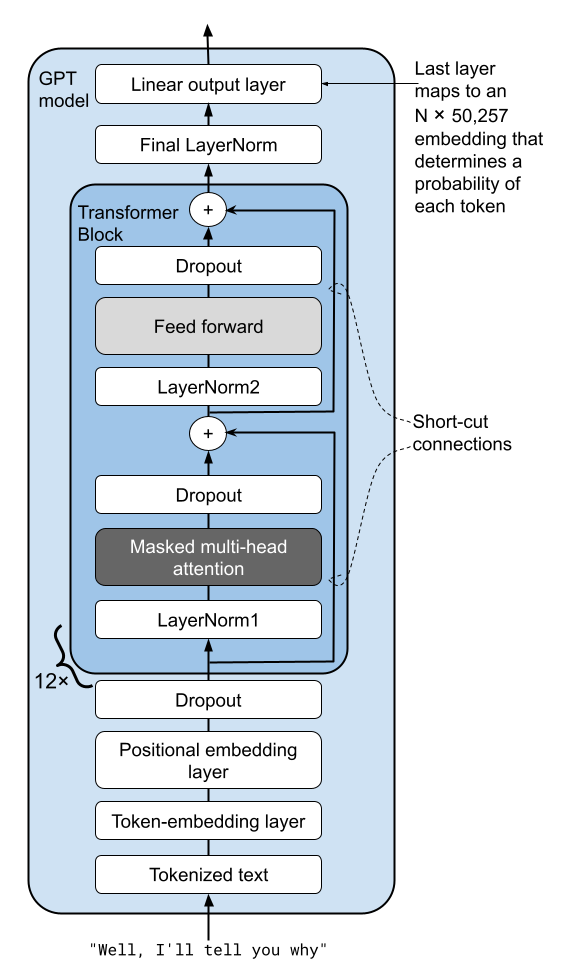 GPT
model
Linear output layer
Last layer
maps to an
N × 50,257
embedding that
determines a
probability of
each token
Final LayerNorm
Transformer
Block
+
Dropout
Feed forward
LayerNorm2
+
Short-cut
connections
Dropout
Masked multi-head
attention
LayerNorm1
12×
Dropout
Positional embedding
layer
Token-embedding layer
Tokenized text
"Well, I'll tell you why"